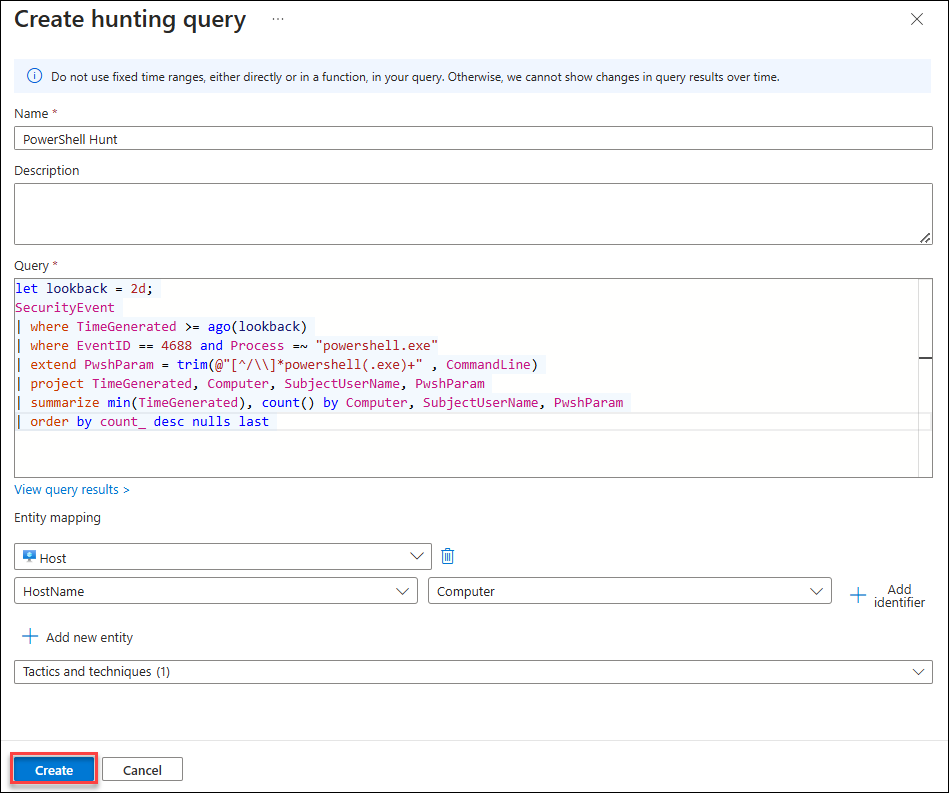 Create hunting query ...
Do not use fixed time ranges, either directly or in a function, in your query. Otherwise, we cannot show changes in query results over time.
Name *
PowerShell Hunt
Description
Query *
let lookback = 2d;
SecurityEvent
| where TimeGenerated >= ago(lookback)
| where EventID == 4688 and Process =~ "powershell.exe"
| extend PwshParam = trim(@"[^/\\]*powershell(.exe)+" , CommandLine)
| project TimeGenerated, Computer, SubjectUserName, PwshParam
| summarize min(TimeGenerated), count() by Computer, SubjectUserName, PwshParam
| order by count_ desc nulls last
View query results >
Entity mapping
Host
HostName
Computer
Add
identifier
Add new entity
Tactics and techniques (1)
Create
Cancel